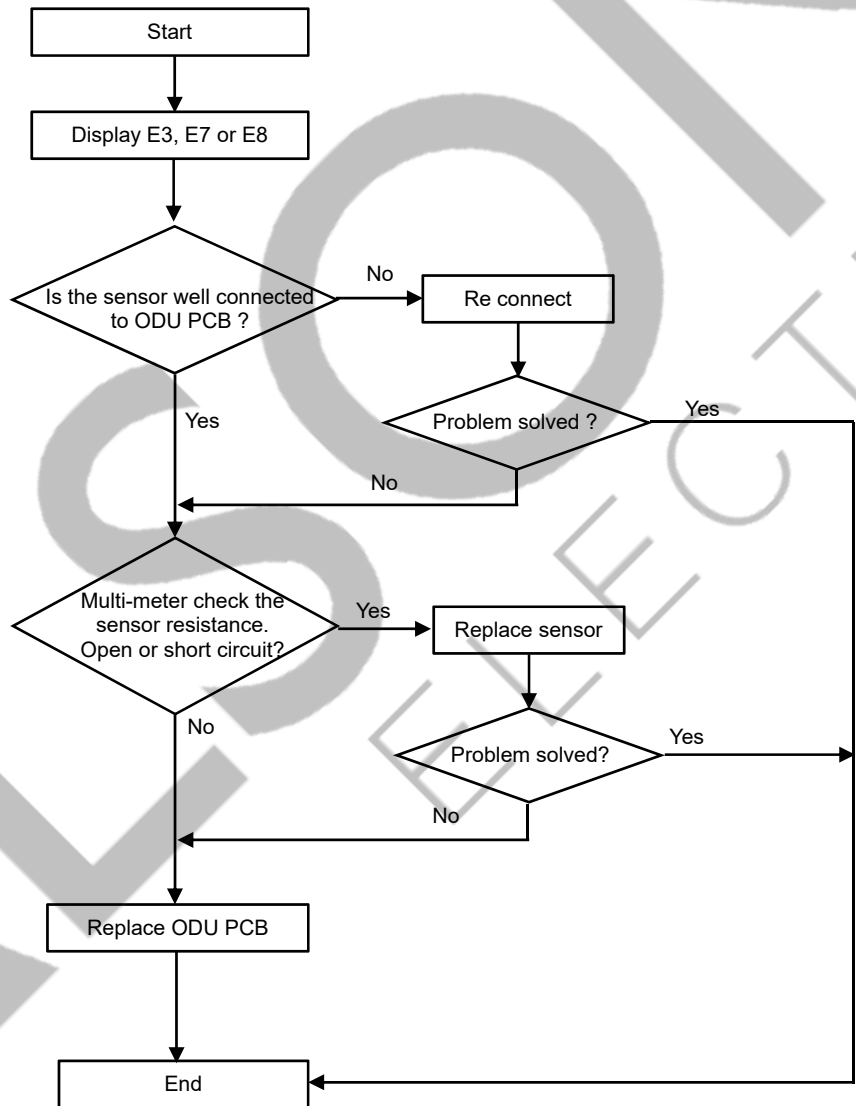 Start
Display E3, E7 or E8
Is the sensor well connected
to ODU PCB ?
No
Re connect
Yes
Problem solved ?
Yes
No
Multi-meter check the
sensor resistance.
Open or short circuit?
Yes
Replace sensor
No
Problem solved?
Yes
No
Replace ODU PCB
End